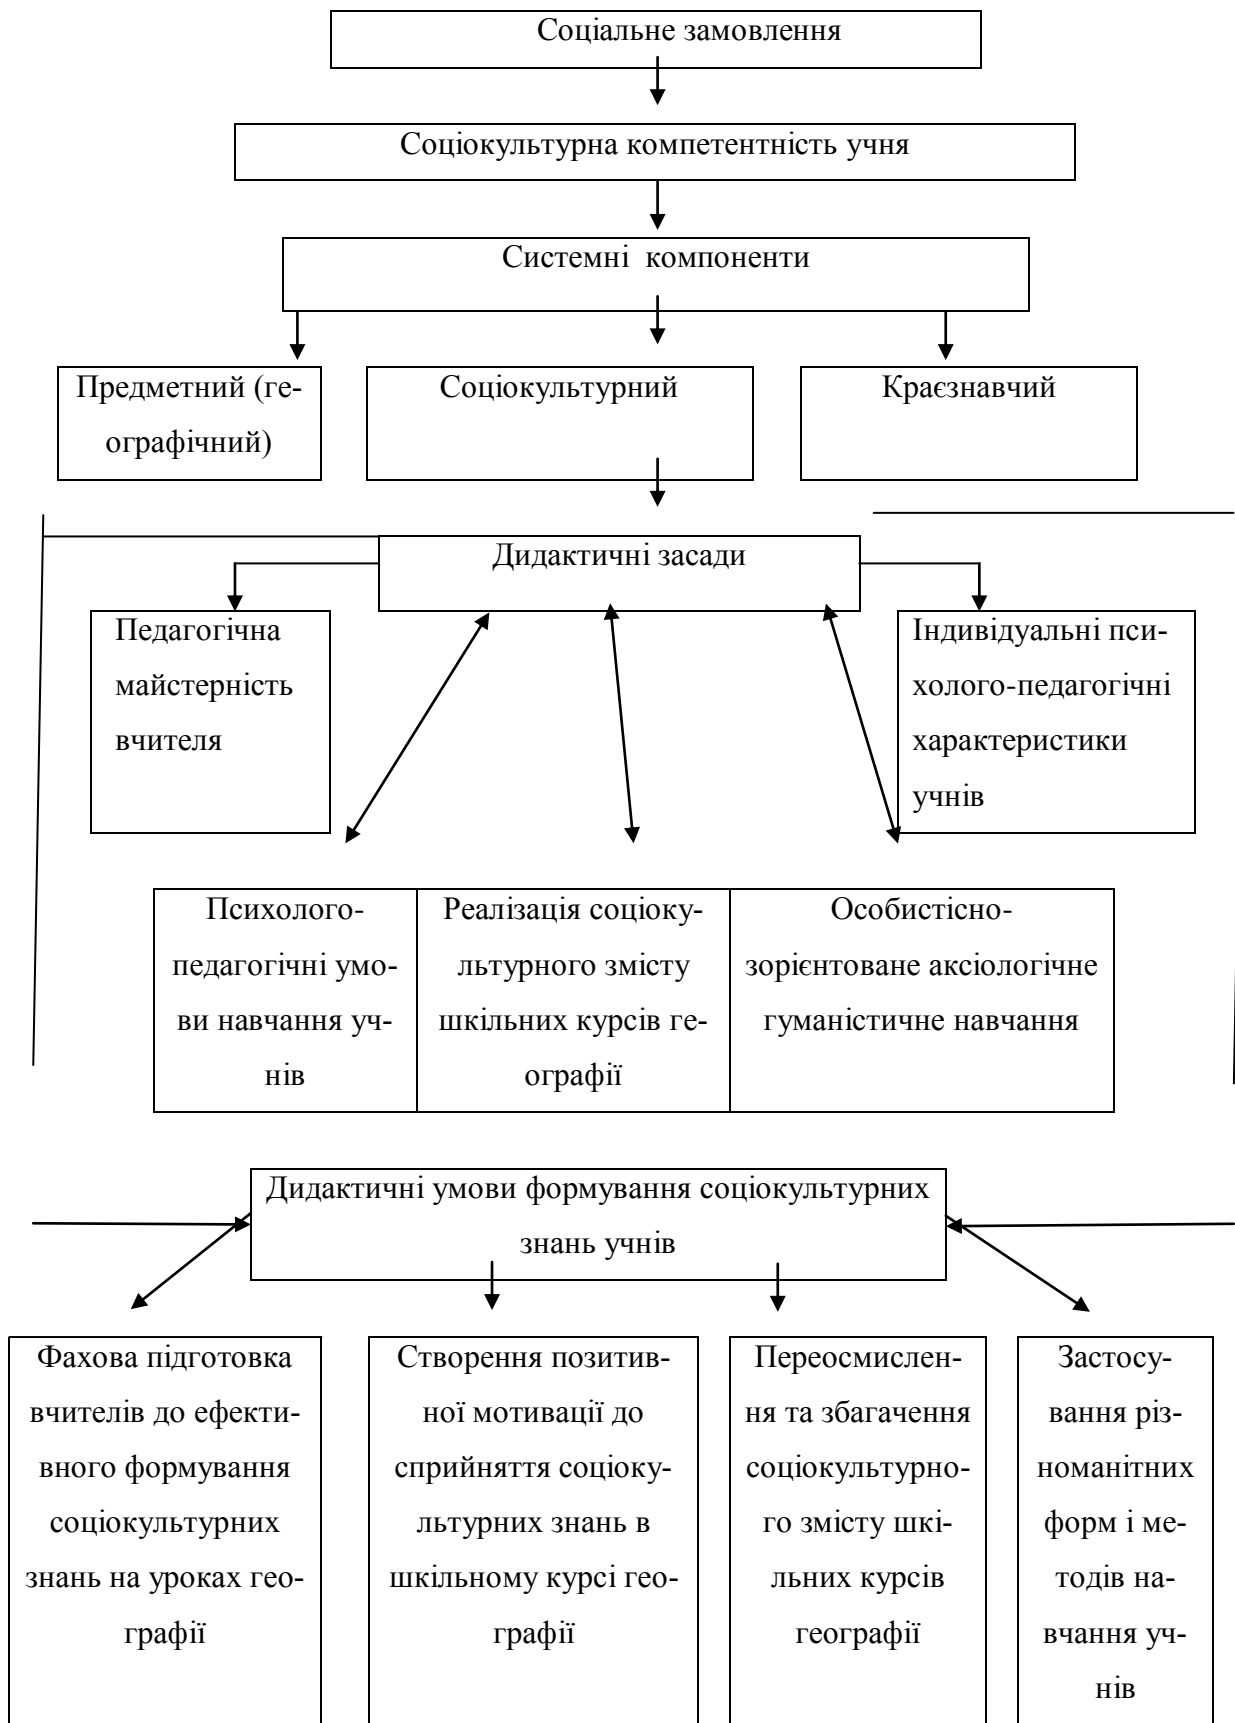 Соціальне замовлення
Соціокультурна компетентність учня
Системні компоненти
Предметний (ге-
ографічний)
Соціокультурний
Краєзнавчий
Дидактичні засади
Педагогічна
майстерність
вчителя
Індивідуальні пси-
холого-педагогічні
характеристики
учнів
Психолого-
педагогічні умо-
ви навчання уч-
нів
Реалізація соціоку-
льтурного змісту
шкільних курсів ге-
ографії
Особистісно-
зорієнтоване аксіологічне
гуманістичне навчання
Дидактичні умови формування соціокультурних
знань учнів
Фахова підготовка
вчителів до ефекти-
вного формування
соціокультурних
знань на уроках гео-
графії
Створення позитив-
ної мотивації до
сприйняття соціоку-
льтурних знань в
шкільному курсі гео-
графії
Переосмислен-
ня та збагачення
соціокультурно-
го змісту шкі-
льних курсів
географії
Застосу-
вання різ-
номанітних
форм і ме-
тодів на-
вчання уч-
нів